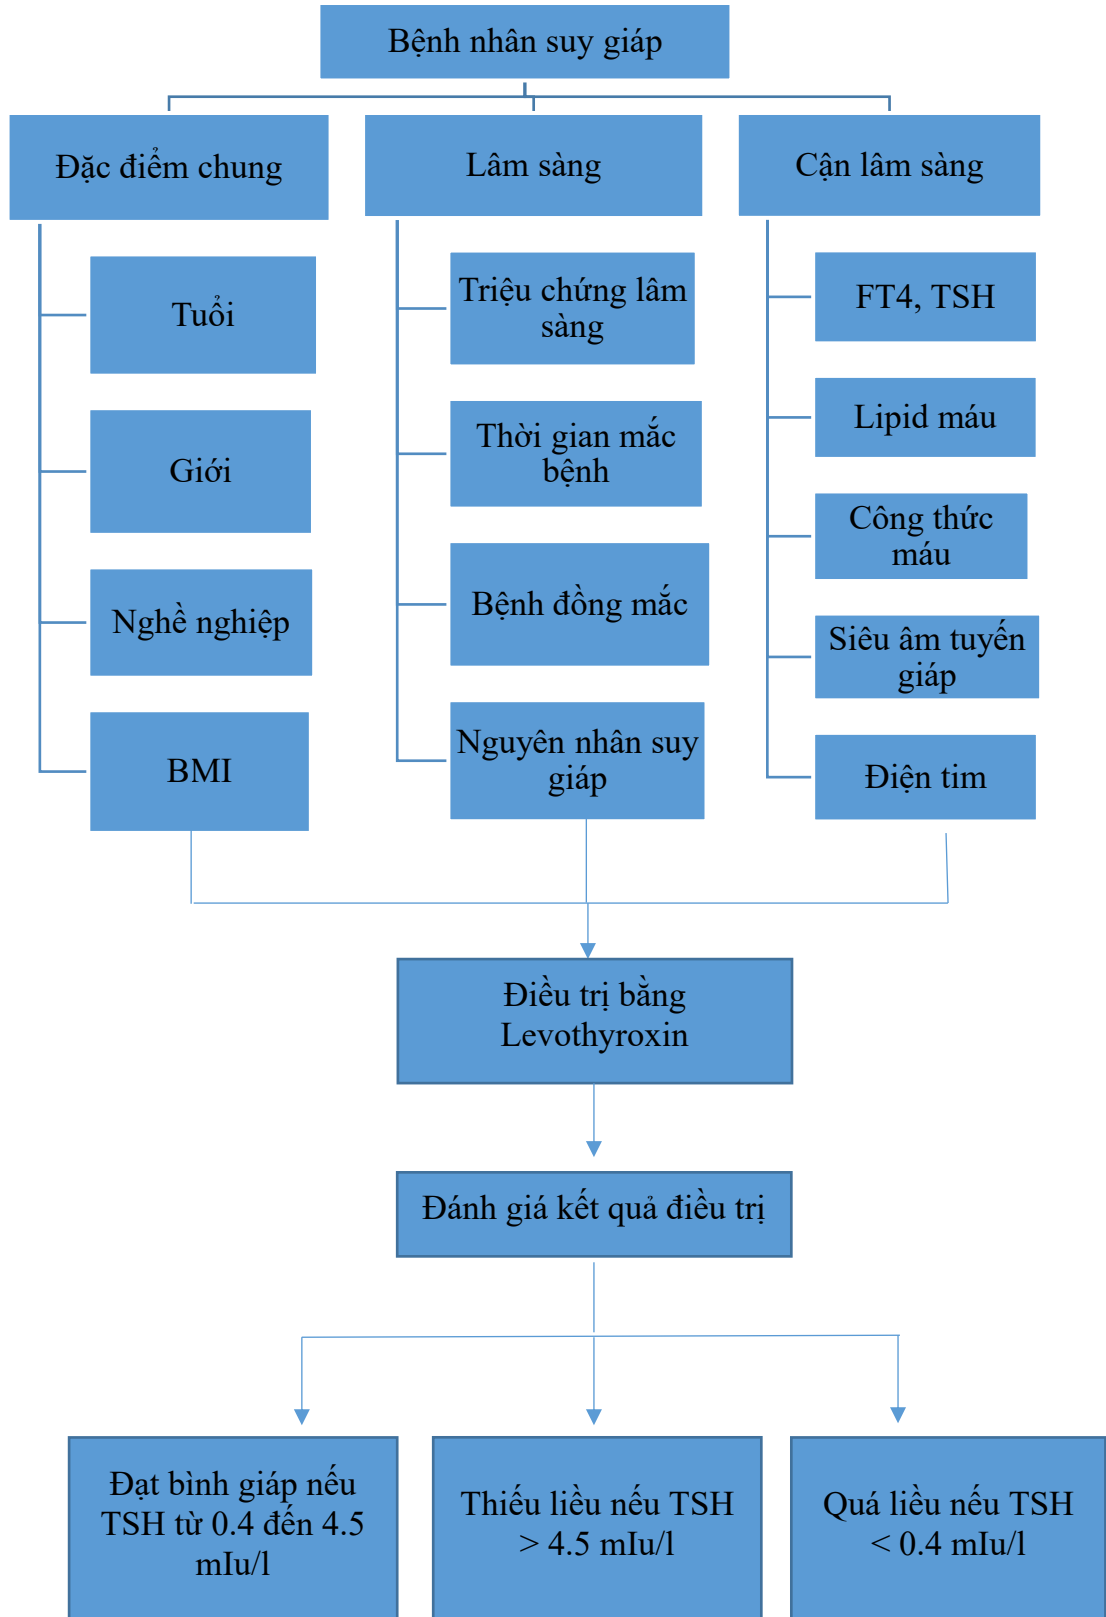 Bệnh nhân suy giáp
Đặc điểm chung
Lâm sàng
Cận lâm sàng
Tuổi
Giới
Nghề nghiệp
BMI
Triệu chứng lâm
sàng
Thời gian mắc
bệnh
Bệnh đồng mắc
Nguyên nhân suy
giáp
FT4, TSH
Lipid máu
Công thức
máu
Siêu âm tuyến
giáp
Điện tim
Điều trị bằng
Levothyroxin
Đánh giá kết quả điều trị
Đạt bình giáp nếu
TSH từ 0.4 đến 4.5
mIu/l
Thiếu liều nếu TSH
> 4.5 mIu/l
Quá liều nếu TSH
< 0.4 mIu/l